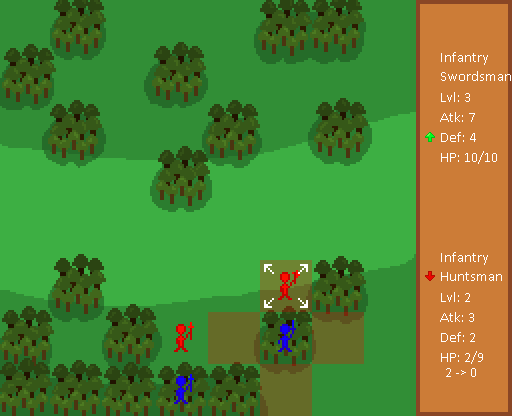 Infantry
Swordsman
Lvl: 3
Atk: 7
Def: 4
HP: 10/10
Infantry
Huntsman
Lvl: 2
Atk: 3
Def: 2
HP: 2/9
2 -> 0